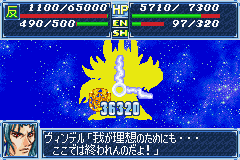 反 1100/65000 HP 5710/ 7300
490/500 EN 97/320
SH
36320
ヴィンデル「我が理想のためにも・・・
ここでは終われんのだよ！」